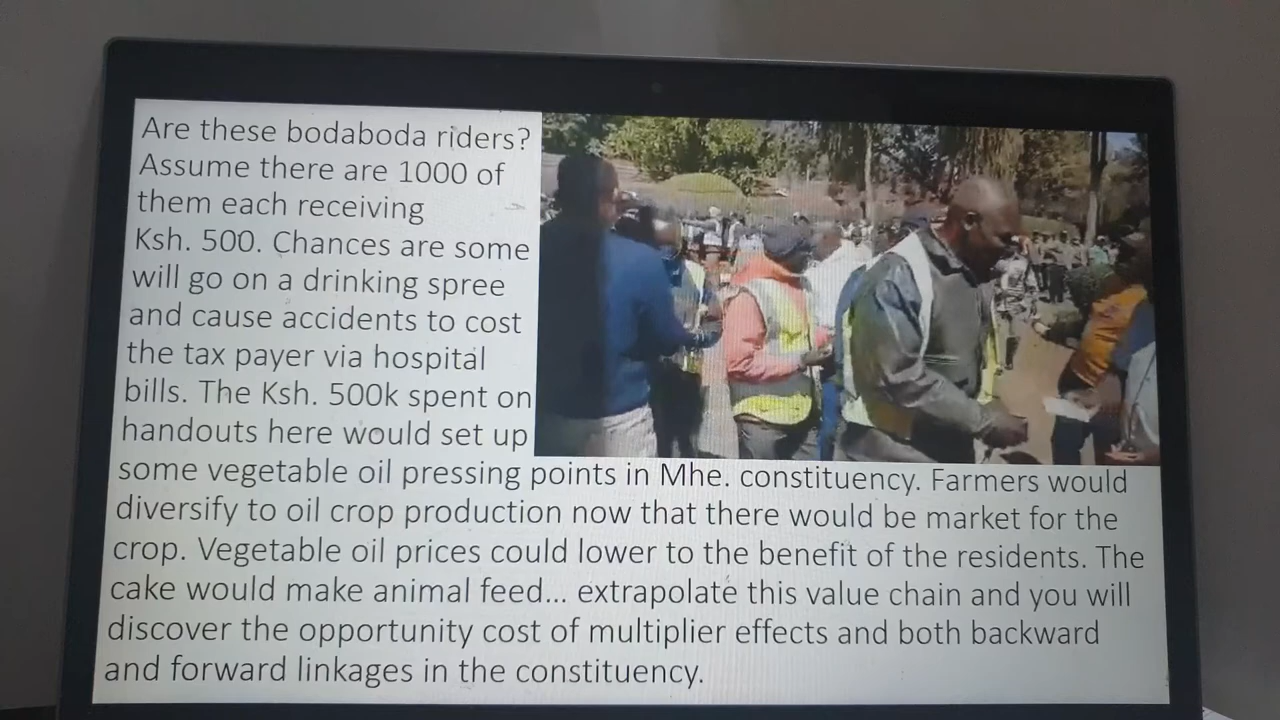 Are these bodaboda riders?
Assume there are 1000 of
them each receiving
Ksh. 500. Chances are some
will go on a drinking spree
and cause accidents to cost
the tax payer via hospital
bills. The Ksh. 500k spent on
handouts here would set up
some vegetable oil pressing points in Mhe. constituency. Farmers would
diversify to oil crop production now that there would be market for the
crop. Vegetable oil prices could lower to the benefit of the residents. The
cake would make animal feed... extrapolate this value chain and you will
discover the opportunity cost of multiplier effects and both backward
and forward linkages in the constituency.